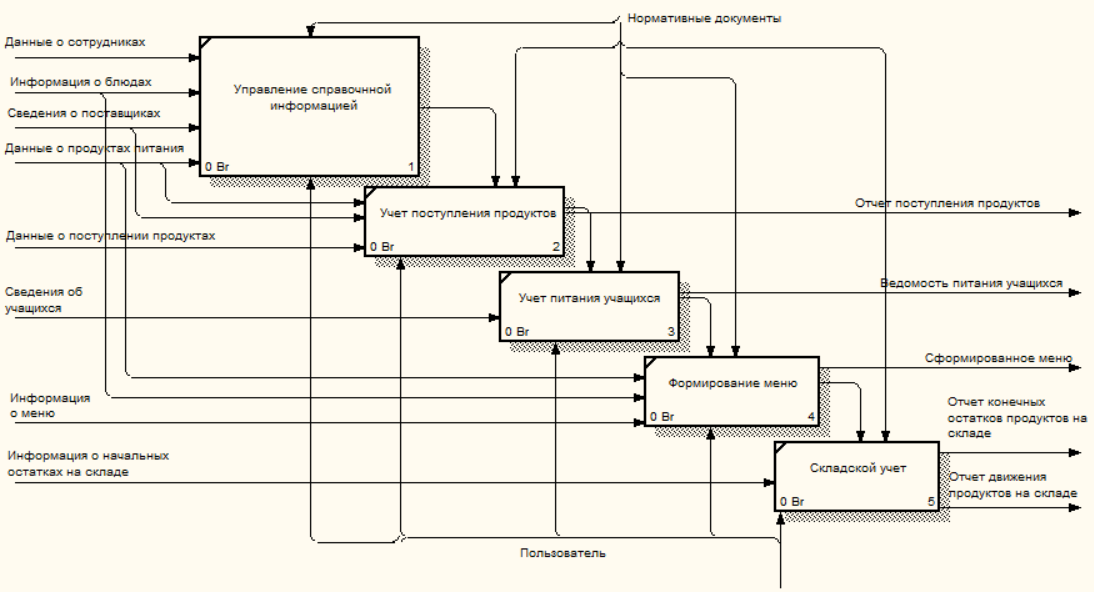 Нормативные документы
Данные о сотрудниках
Информация о блюдах
Сведения о поставщиках
Данные о продуктах питания
Управление справочнной
информацией
0 Br
1
Учет поступления продуктов
0 Br
2
Отчет поступления продуктов
Данные о поступлении продуктах
Сведения об
учащихся
Учет питания учащихся
0 Br
3
Ведомость питания учащихся
Формирование меню
0 Br
4
Сформированное меню
Информация
о меню
Отчет конечных
остатков продуктов на
складе
Информация о начальных
остатках на складе
Складской учет
0 Br
5
Отчет движения
продуктов на складе
Пользователь